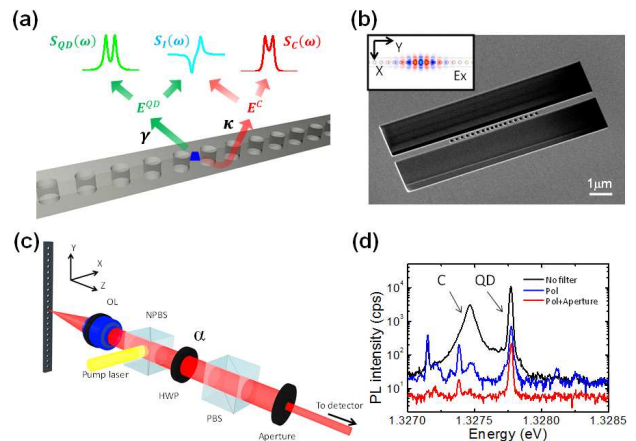 (a)
S_QD(ω) S_I(ω) S_C(ω)
E^QD E^C
γ κ
(b)
Y
X
Ex
1μm
(c)
Y
X
Z
OL
NPBS
α
Pump laser
HWP
PBS
Aperture
To detector
(d)
PL intensity (cps)
10^4
10^3
10^2
10^1
C QD
No filter
Pol
Pol+Aperture
1.3270 1.3275 1.3280 1.3285
Energy (eV)